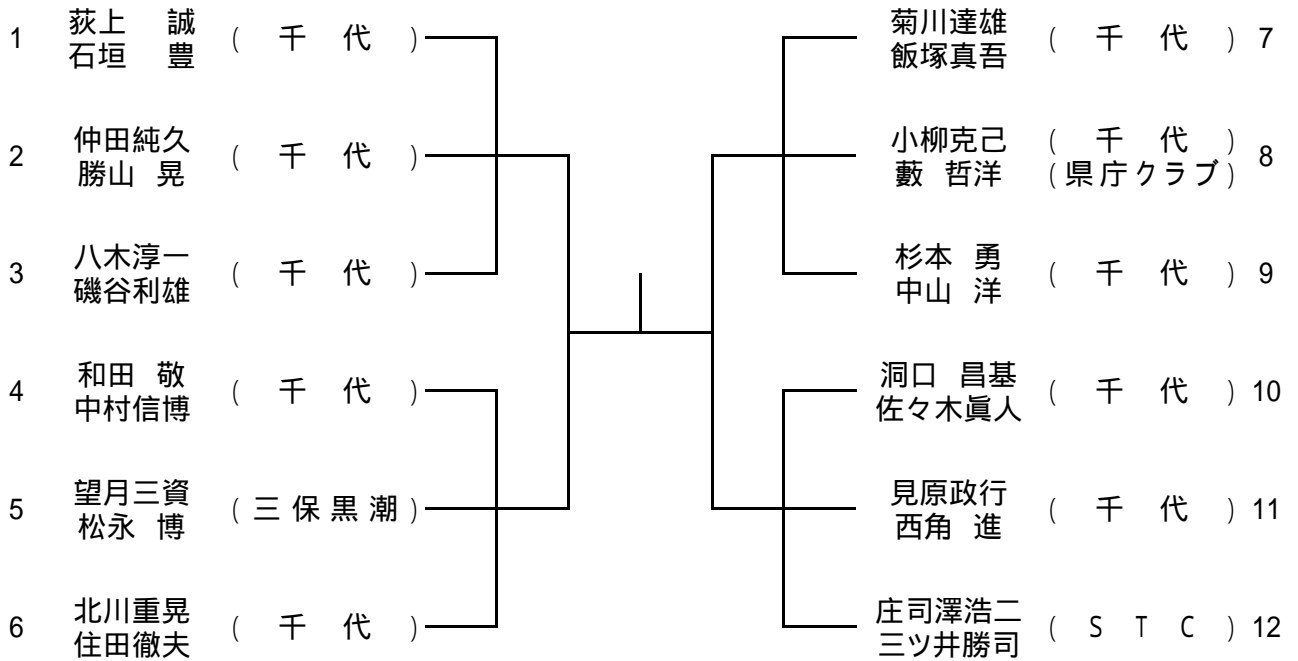 1 荻上 誠 ( 千 代 )
石垣 豊
2 仲田純久 ( 千 代 )
勝山 晃
3 八木淳一 ( 千 代 )
磯谷利雄
4 和田 敬 ( 千 代 )
中村信博
5 望月三資 ( 三 保 黒 潮 )
松永 博
6 北川重晃 ( 千 代 )
住田徹夫
菊川達雄 ( 千 代 ) 7
飯塚真吾
小柳克己 ( 千 代 ) 8
藪 哲洋 ( 県 庁 ク ラ ブ )
杉本 勇 ( 千 代 ) 9
中山 洋
洞口 昌基 ( 千 代 ) 10
佐々木眞人
見原政行 ( 千 代 ) 11
西角 進
庄司澤浩二 ( S T C ) 12
三ツ井勝司